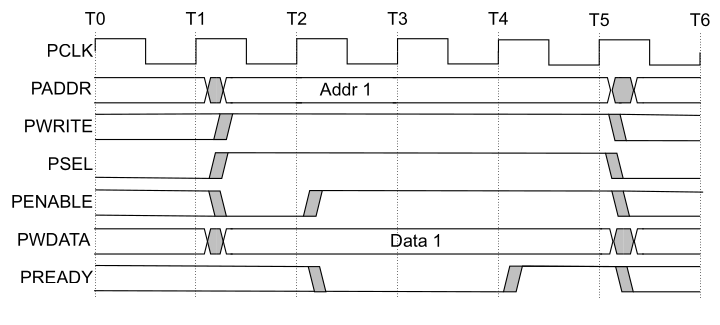 T0 T1 T2 T3 T4 T5 T6
PCLK
PADDR Addr 1
PWRITE
PSEL
PENABLE
PWDATA Data 1
PREADY